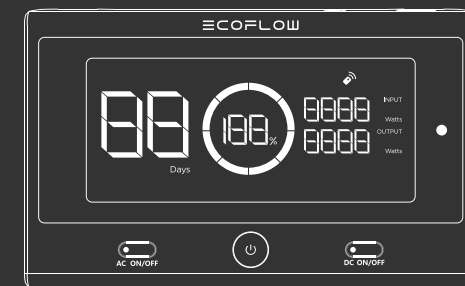 ECOFLOW
88
Days
188%
8888
INPUT
Watts
8888
OUTPUT
Watts
AC ON/OFF
DC ON/OFF